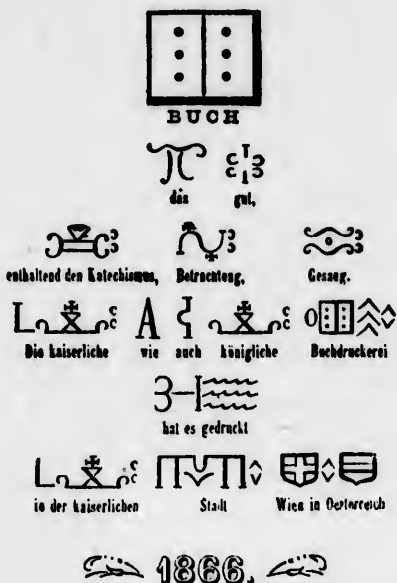 BUCH
das gut,
enthaltend den Katechismus, Betrachtung, Gesang.
Die kaiserliche wie auch königliche Buchdruckerei
hat es gedruckt
in der kaiserlichen Stadt Wien in Oesterreich
1866.